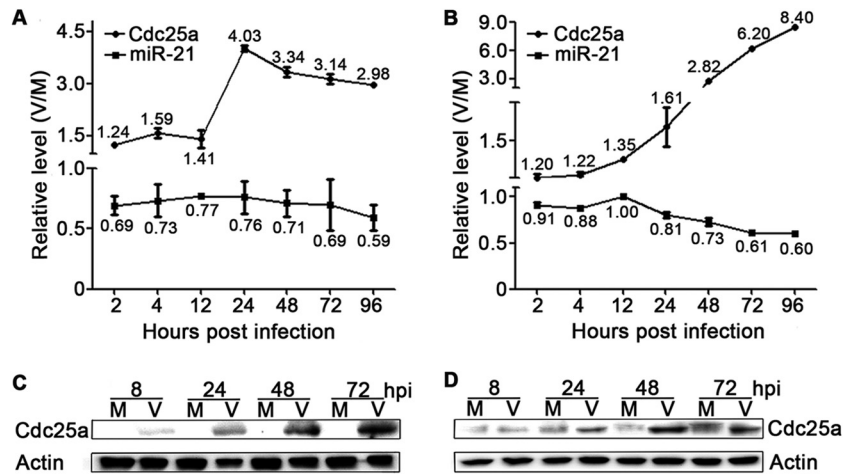 A
Relative level (V/M)
4.5
3.0
1.5
1.0
0.5
0
Cdc25a
miR-21
1.24
1.59
1.41
4.03
3.34
3.14
2.98
0.69
0.73
0.77
0.76
0.71
0.69
0.59
2 4 12 24 48 72 96
Hours post infection
B
Relative level (V/M)
9.0
6.0
3.0
1.5
1.0
0.5
0
Cdc25a
miR-21
1.20
1.22
1.35
1.61
2.82
6.20
8.40
0.91
0.88
1.00
0.81
0.73
0.61
0.60
2 4 12 24 48 72 96
Hours post infection
C
8 24 48 72 hpi
M V M V M V M V
Cdc25a
Actin
D
8 24 48 72 hpi
M V M V M V M V
Cdc25a
Actin